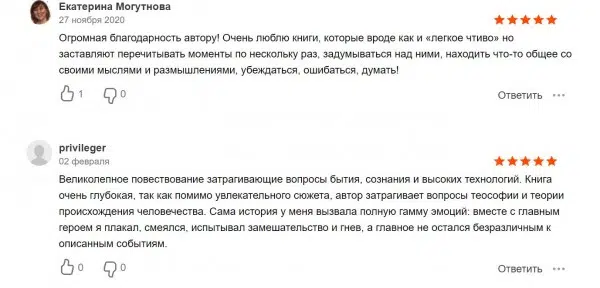 Екатерина Могутнова
27 ноября 2020
Огромная благодарность автору! Очень люблю книги, которые вроде как и «легкое чтиво» но
заставляют перечитывать моменты по нескольку раз, задумываться над ними, находить что-то общее со
своими мыслями и размышлениями, убеждаться, ошибаться, думать!
1 0
Ответить
privileger
02 февраля
Великолепное повествование затрагивающие вопросы бытия, сознания и высоких технологий. Книга
очень глубокая, так как помимо увлекательного сюжета, автор затрагивает вопросы теософии и теории
происхождения человечества. Сама история у меня вызвала полную гамму эмоций: вместе с главным
героем я плакал, смеялся, испытывал замешательство и гнев, а главное не остался безразличным к
описанным событиям.
0 0
Ответить